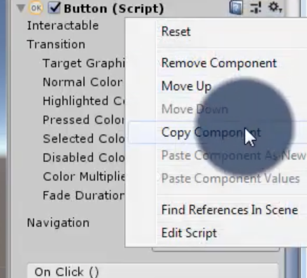 Button (Script)
Interactable
Reset
Transition
Target Graphi
Remove Component
Normal Color
Move Up
Highlighted Co
Move Down
Pressed Color
Copy Component
Selected Colo
Paste Component As New
Disabled Colo
Color Multiplie
Paste Component Values
Fade Duration
Find References In Scene
Navigation
Edit Script
On Click ()